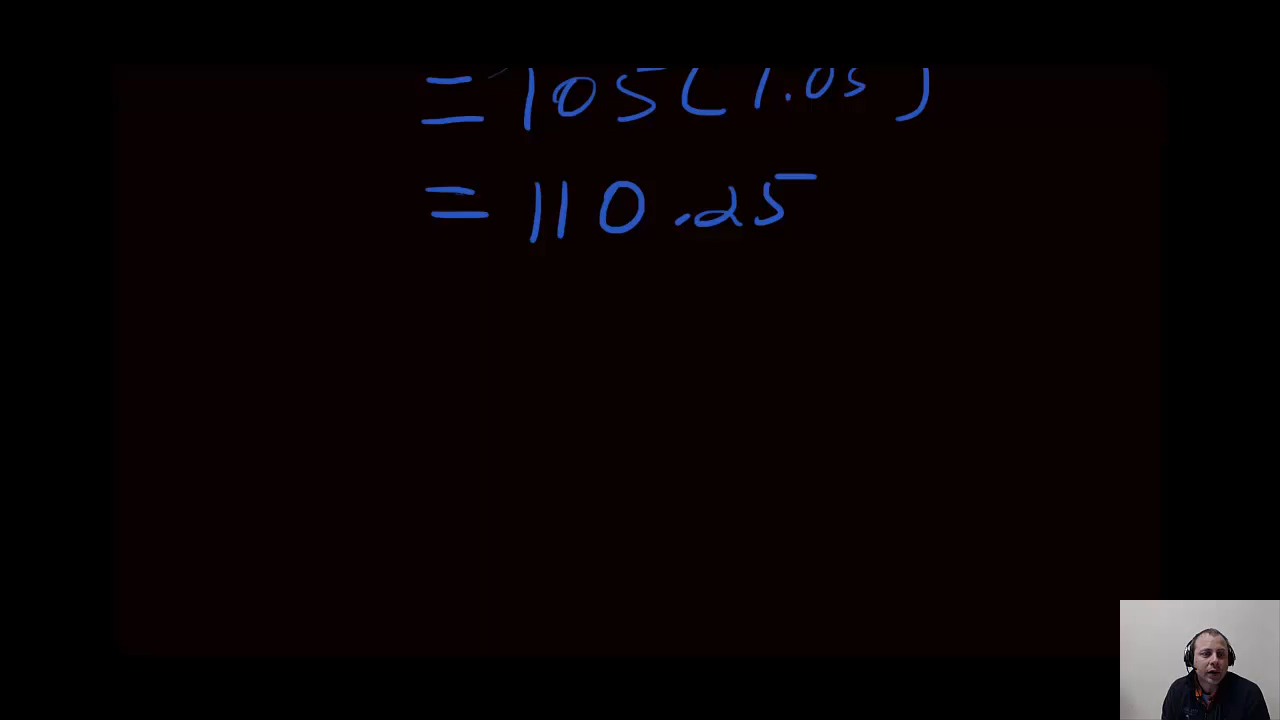 = 105(1.05)
= 110.25